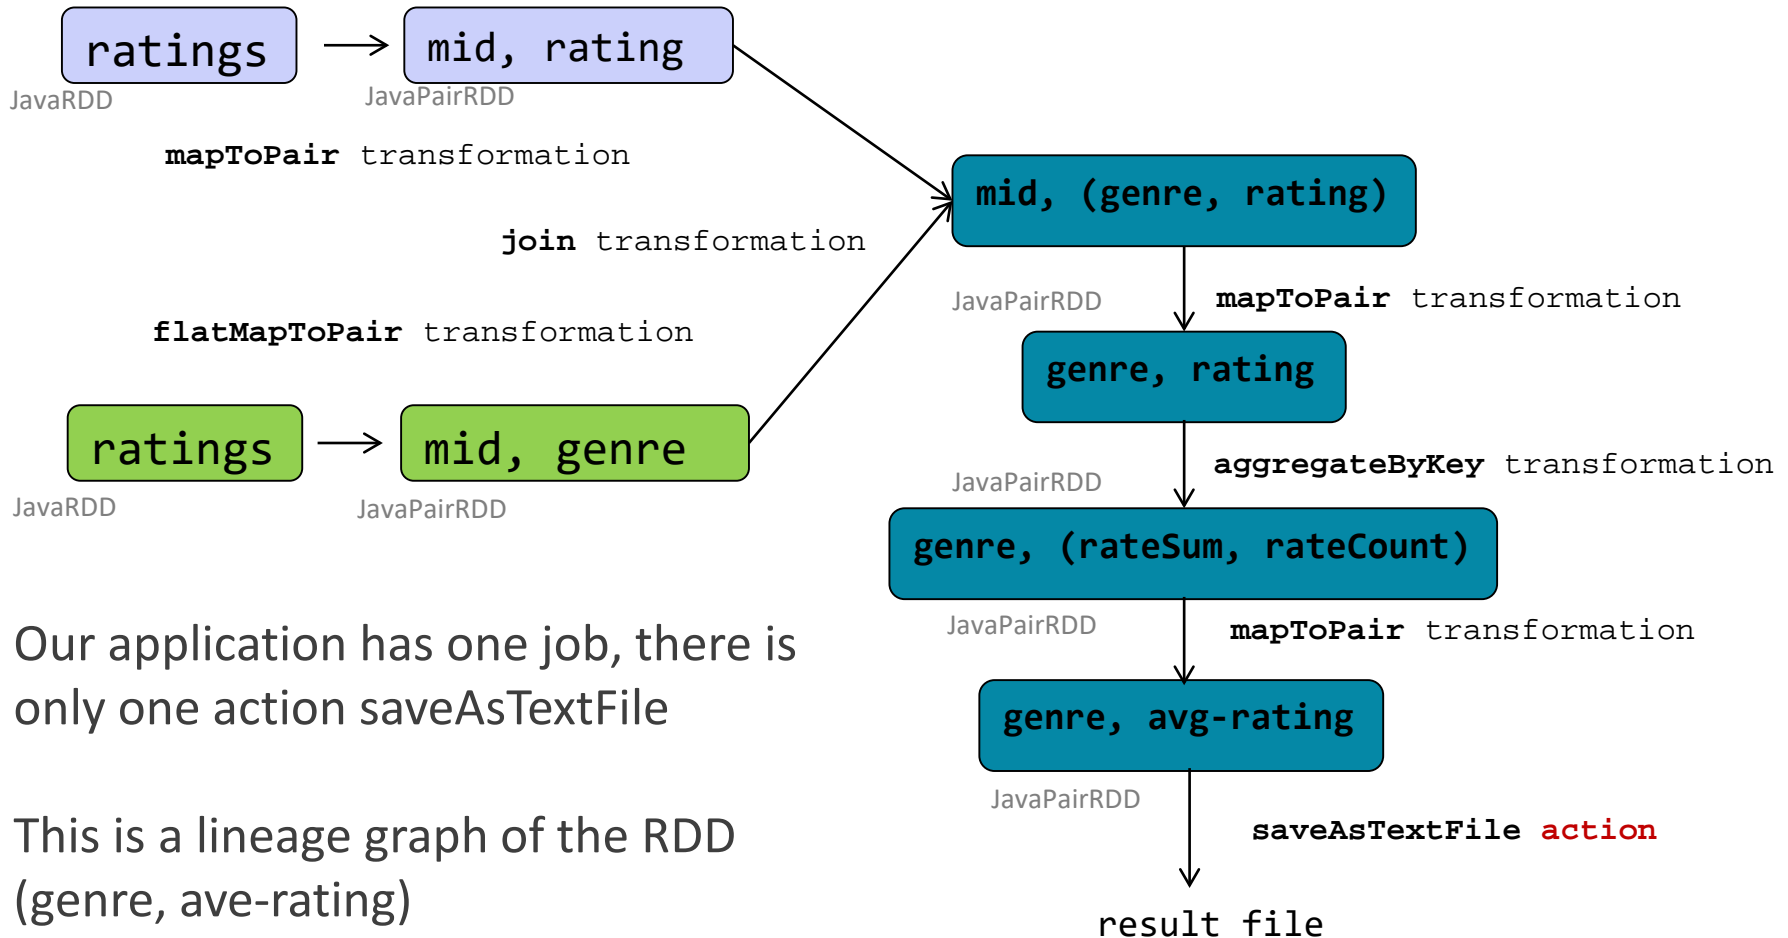 ratings
mid, rating
JavaRDD
JavaPairRDD
mapToPair transformation
join transformation
flatMapToPair transformation
ratings
mid, genre
JavaRDD
JavaPairRDD
mid, (genre, rating)
JavaPairRDD
mapToPair transformation
genre, rating
JavaPairRDD
aggregateByKey transformation
genre, (rateSum, rateCount)
JavaPairRDD
mapToPair transformation
genre, avg-rating
JavaPairRDD
saveAsTextFile action
result file
Our application has one job, there is
only one action saveAsTextFile
This is a lineage graph of the RDD
(genre, ave-rating)